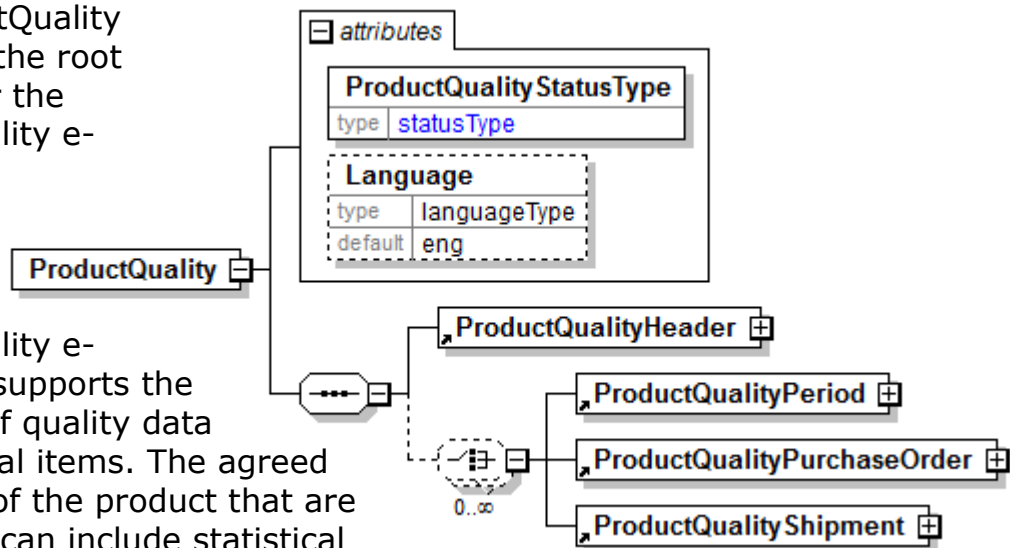 tQuality
the root
r the
lity e-
attributes
ProductQualityStatusType
type statusType
Language
type languageType
default eng
ProductQuality
lity e-
supports the
f quality data
al items. The agreed
of the product that are
can include statistical
ProductQualityHeader
0..∞
ProductQualityPeriod
ProductQualityPurchaseOrder
ProductQualityShipment